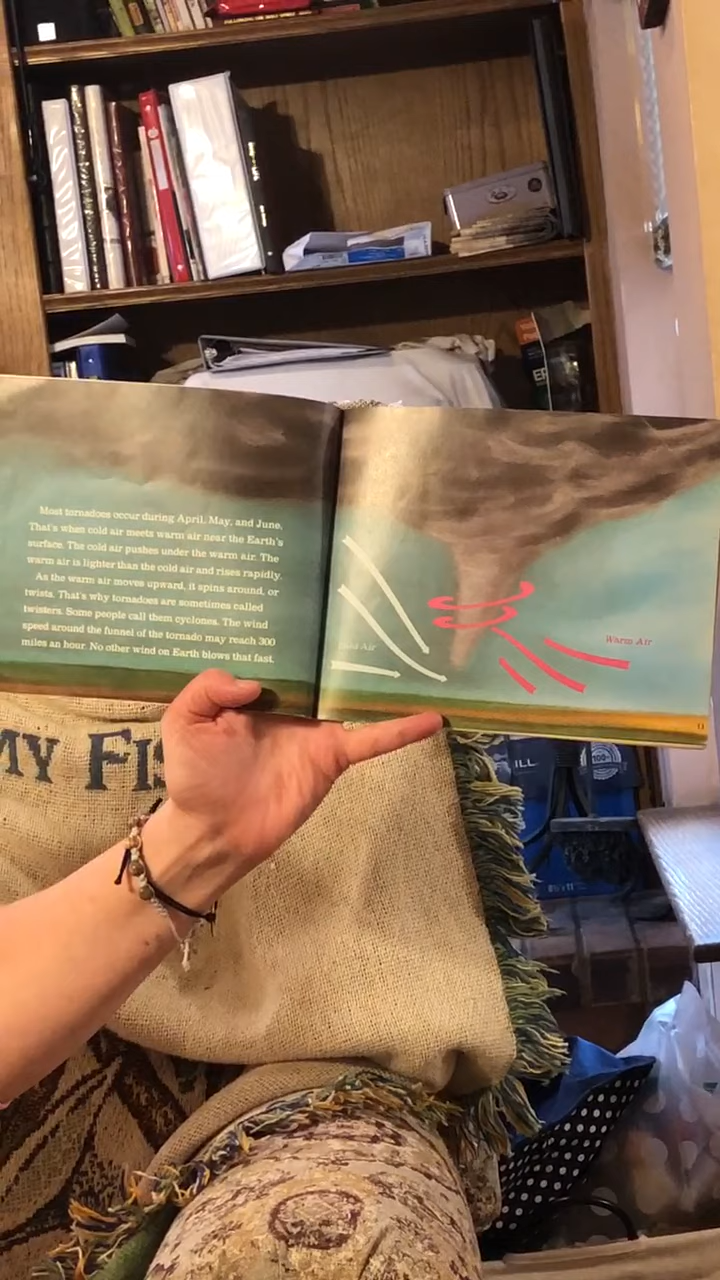 Most tornadoes occur during April, May, and June.
That's when cold air meets warm air near the Earth's
surface. The cold air pushes under the warm air. The
warm air is lighter than the cold air and rises rapidly.
As the warm air moves upward, it spins around, or
twists. That's why tornadoes are sometimes called
twisters. Some people call them cyclones. The wind
speed around the funnel of the tornado may reach 300
miles an hour. No other wind on Earth blows that fast.
Cold Air
Warm Air
11
MY FIS